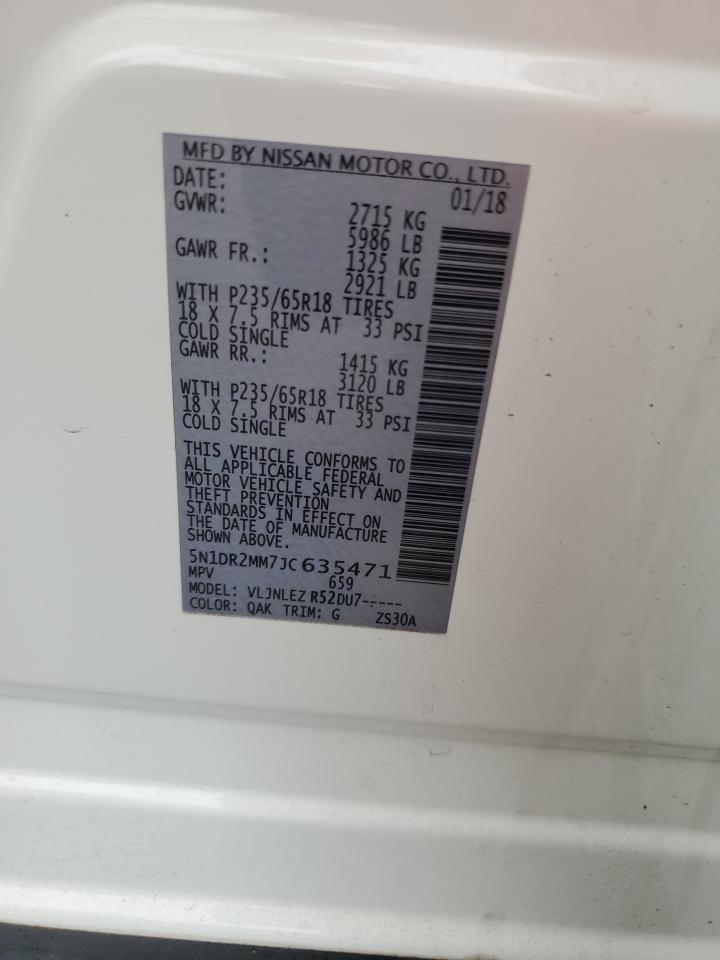 MFD BY NISSAN MOTOR CO., LTD.
DATE: 01/18
GVWR: 2715 KG
5986 LB
GAWR FR.: 1325 KG
2921 LB
WITH P235/65R18 TIRES
18 X 7.5 RIMS AT 33 PSI
COLD SINGLE
GAWR RR.: 1415 KG
3120 LB
WITH P235/65R18 TIRES
18 X 7.5 RIMS AT 33 PSI
COLD SINGLE
THIS VEHICLE CONFORMS TO
ALL APPLICABLE FEDERAL
MOTOR VEHICLE SAFETY AND
THEFT PREVENTION
STANDARDS IN EFFECT ON
THE DATE OF MANUFACTURE
SHOWN ABOVE.
5N1DR2MM7JC635471
MPV 659
MODEL: VLJNLEZ R52DU7-----
COLOR: QAK TRIM: G ZS30A